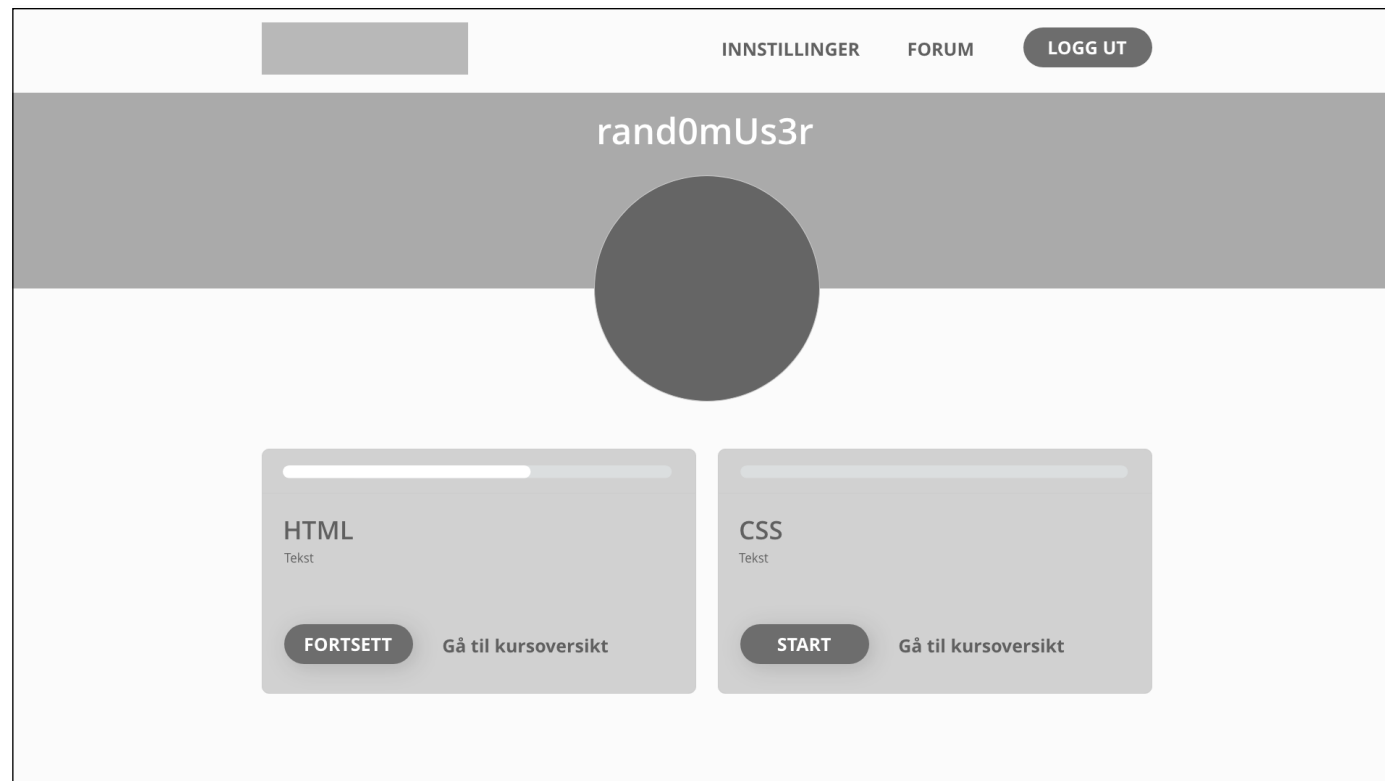 INNSTILLINGER FORUM LOGG UT
rand0mUs3r
HTML
Tekst
FORTSETT Gå til kursoversikt
CSS
Tekst
START Gå til kursoversikt